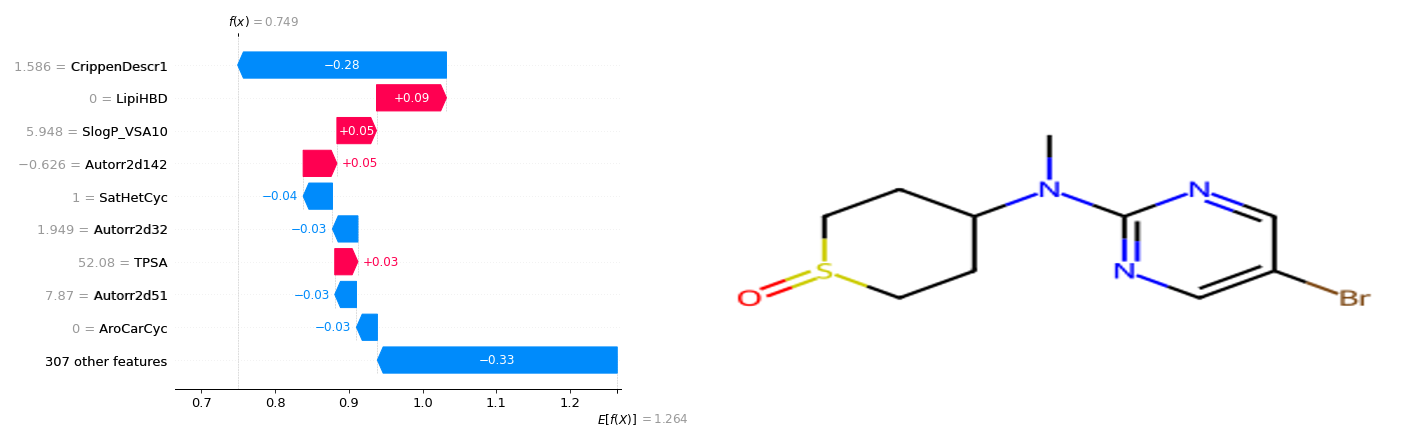 f(x) = 0.749
1.586 = CrippenDescr1
−0.28
0 = LipiHBD
+0.09
5.948 = SlogP_VSA10
+0.05
−0.626 = Autorr2d142
+0.05
1 = SatHetCyc
−0.04
1.949 = Autorr2d32
−0.03
52.08 = TPSA
+0.03
7.87 = Autorr2d51
−0.03
0 = AroCarCyc
−0.03
307 other features
−0.33
0.7 0.8 0.9 1.0 1.1 1.2
E[f(X)] = 1.264
N N
S N
O Br